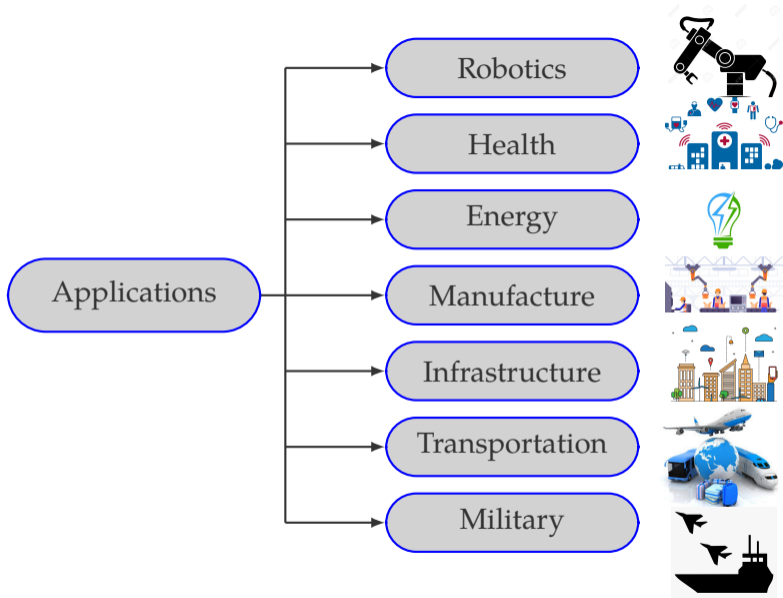 Applications
Robotics
Health
Energy
Manufacture
Infrastructure
Transportation
Military